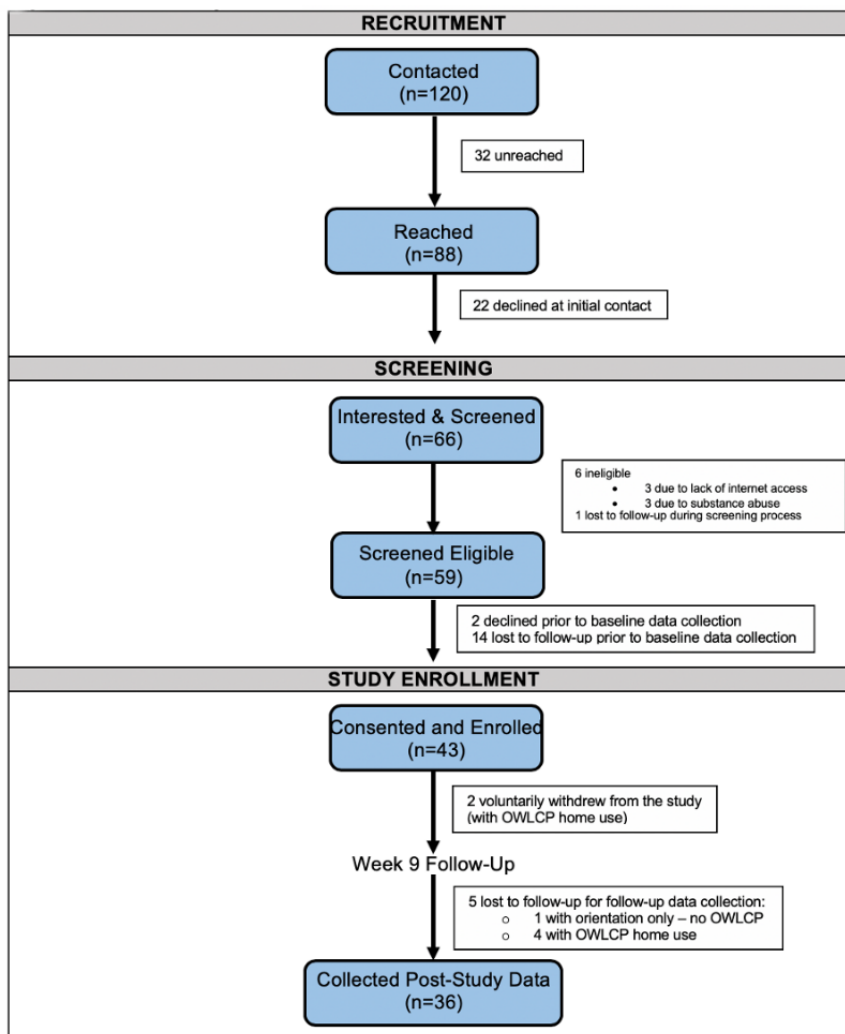 RECRUITMENT
Contacted
(n=120)
32 unreached
Reached
(n=88)
22 declined at initial contact
SCREENING
Interested & Screened
(n=66)
6 ineligible
• 3 due to lack of internet access
• 3 due to substance abuse
1 lost to follow-up during screening process
Screened Eligible
(n=59)
2 declined prior to baseline data collection
14 lost to follow-up prior to baseline data collection
STUDY ENROLLMENT
Consented and Enrolled
(n=43)
2 voluntarily withdrew from the study
(with OWLCP home use)
Week 9 Follow-Up
5 lost to follow-up for follow-up data collection:
o 1 with orientation only – no OWLCP
o 4 with OWLCP home use
Collected Post-Study Data
(n=36)